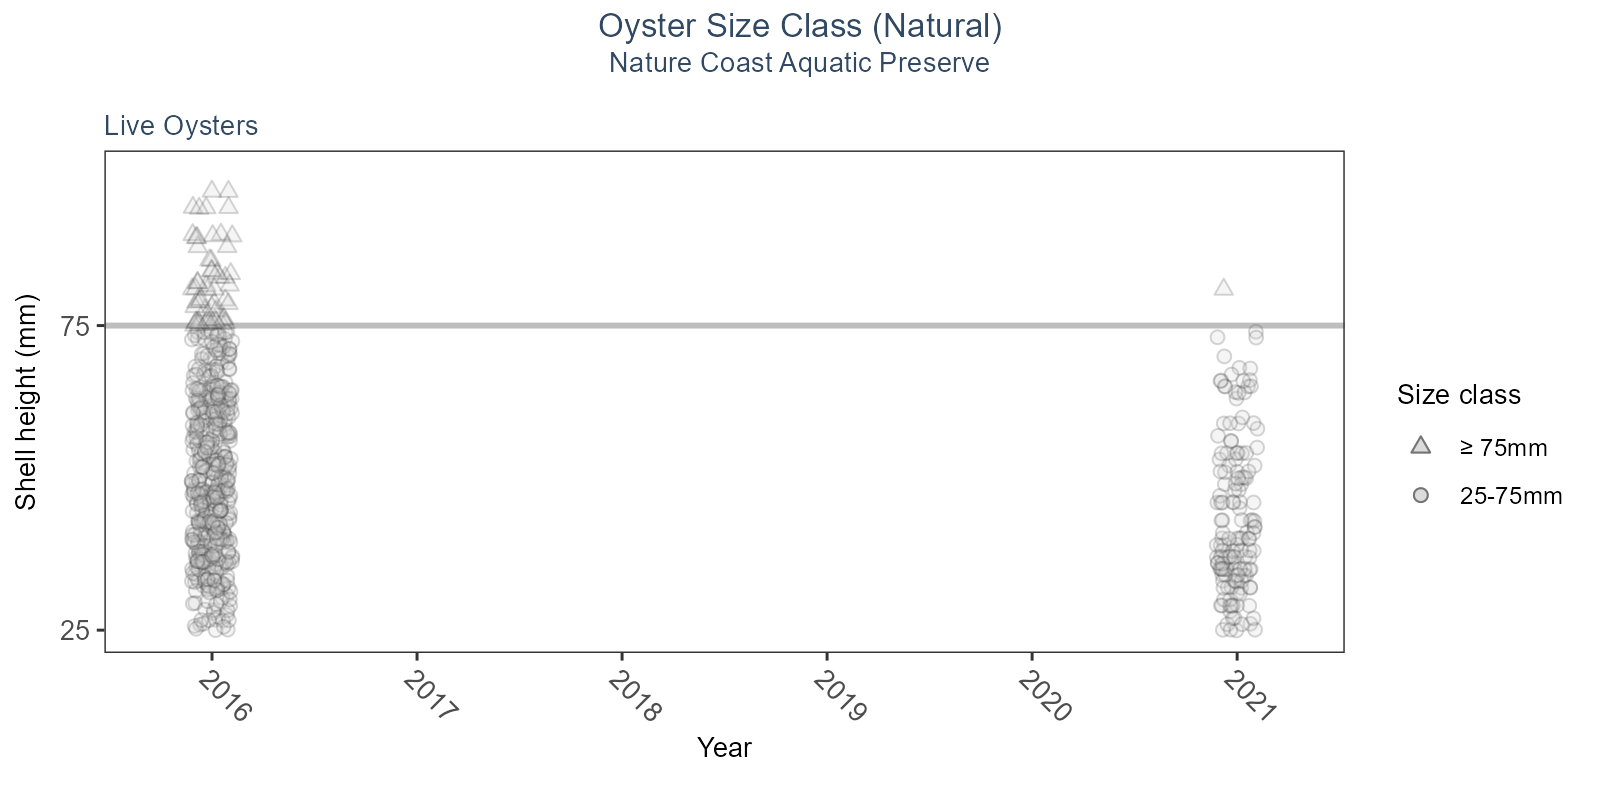 Oyster Size Class (Natural)
Nature Coast Aquatic Preserve
Live Oysters
Shell height (mm)
75
25
2016
2017
2018
2019
2020
2021
Year
Size class
≥ 75mm
25-75mm